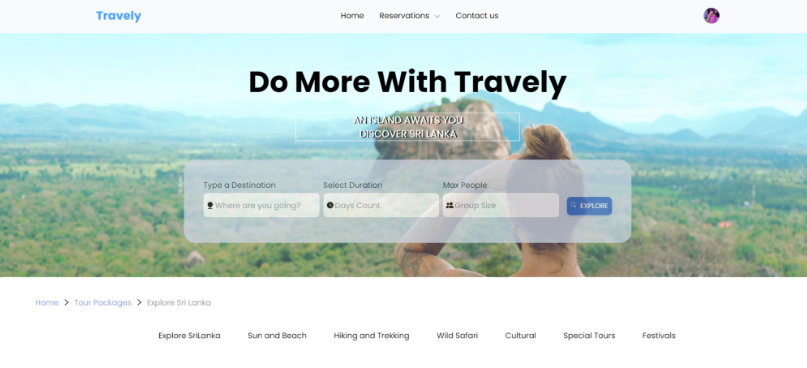 Travely
Home Reservations Contact us
Do More With Travely
AN ISLAND AWAITS YOU
DISCOVER SRI LANKA
Type a Destination Select Duration Max People
Where are you going? Days Count Group Size EXPLORE
Home > Tour Packages > Explore Sri Lanka
Explore SriLanka Sun and Beach Hiking and Trekking Wild Safari Cultural Special Tours Festivals